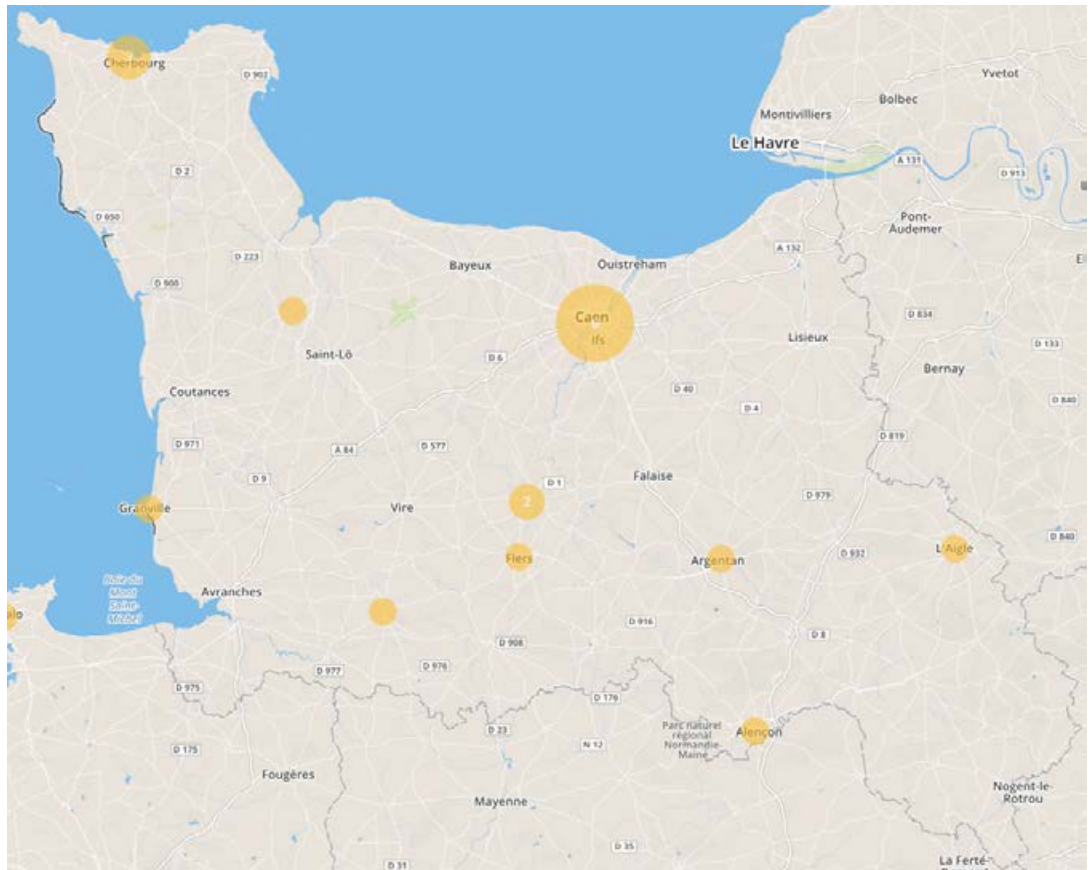 Cherbourg
D 902
Yvetot
Bolbec
Montivilliers
Le Havre
A 131
D 913
D 2
D 650
Pont-
Audemer
A 132
D 223
Bayeux
Ouistreham
D 900
Caen
D 834
Ifs
Lisieux
D 133
Saint-Lô
D 6
Bernay
Coutances
D 40
D 840
D 4
D 971
D 577
D 819
A 84
D 9
Falaise
D 1
D 979
Granville
Vire
2
D 840
Flers
Argentan
D 932
L'Aigle
Baie du
Mont
Saint-
Michel
Avranches
alo
D 916
D 8
D 908
D 977
D 976
D 975
D 176
D 23
Parc naturel
régional
Normandie-
Maine
Alençon
N 12
D 175
Fougères
Mayenne
Nogent-le-
Rotrou
D 35
D 31
La Ferté-